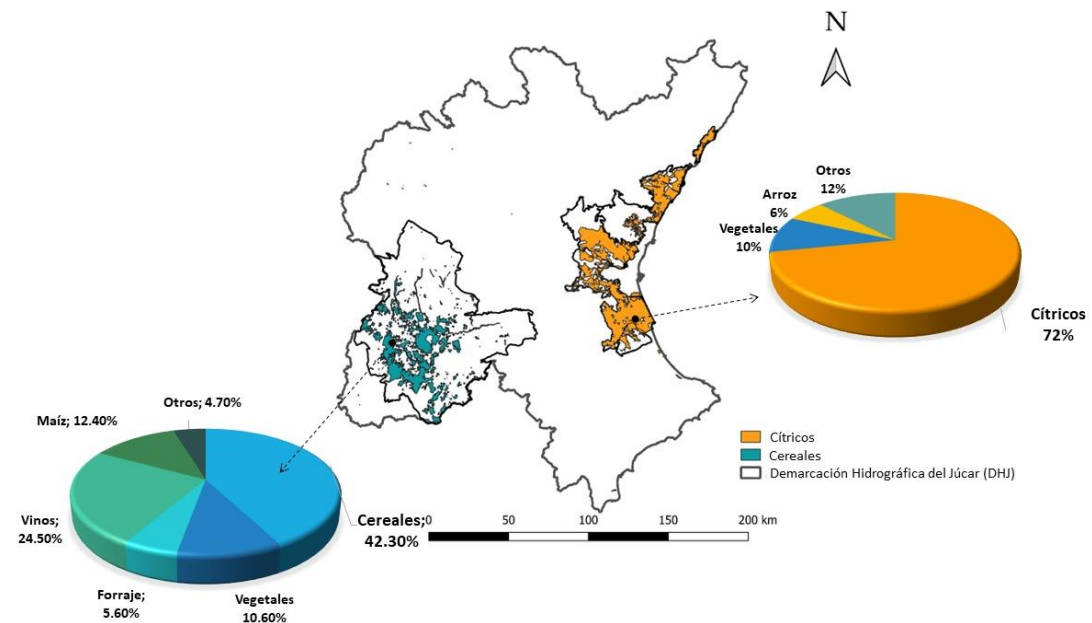 N
Otros
12%
Arroz
6%
Vegetales
10%
Cítricos
72%
Otros; 4.70%
Maíz; 12.40%
Vinos;
24.50%
Forraje;
5.60%
Vegetales
10.60%
Cereales;
42.30%
Cítricos
Cereales
Demarcación Hidrográfica del Júcar (DHJ)
0 50 100 150 200 km